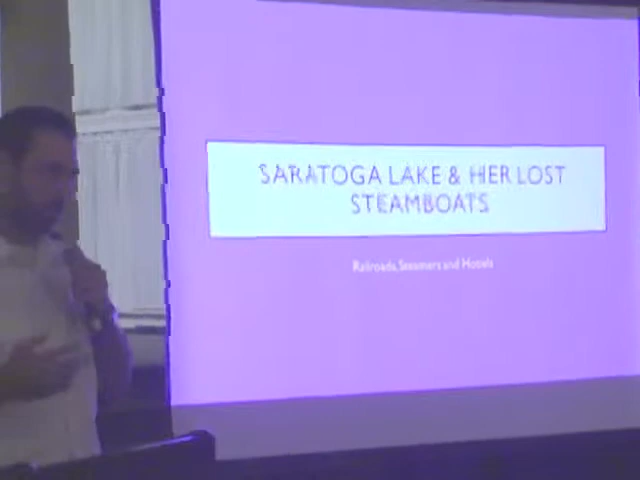 SARATOGA LAKE & HER LOST
STEAMBOATS
Railroads, Steamers and Hotels